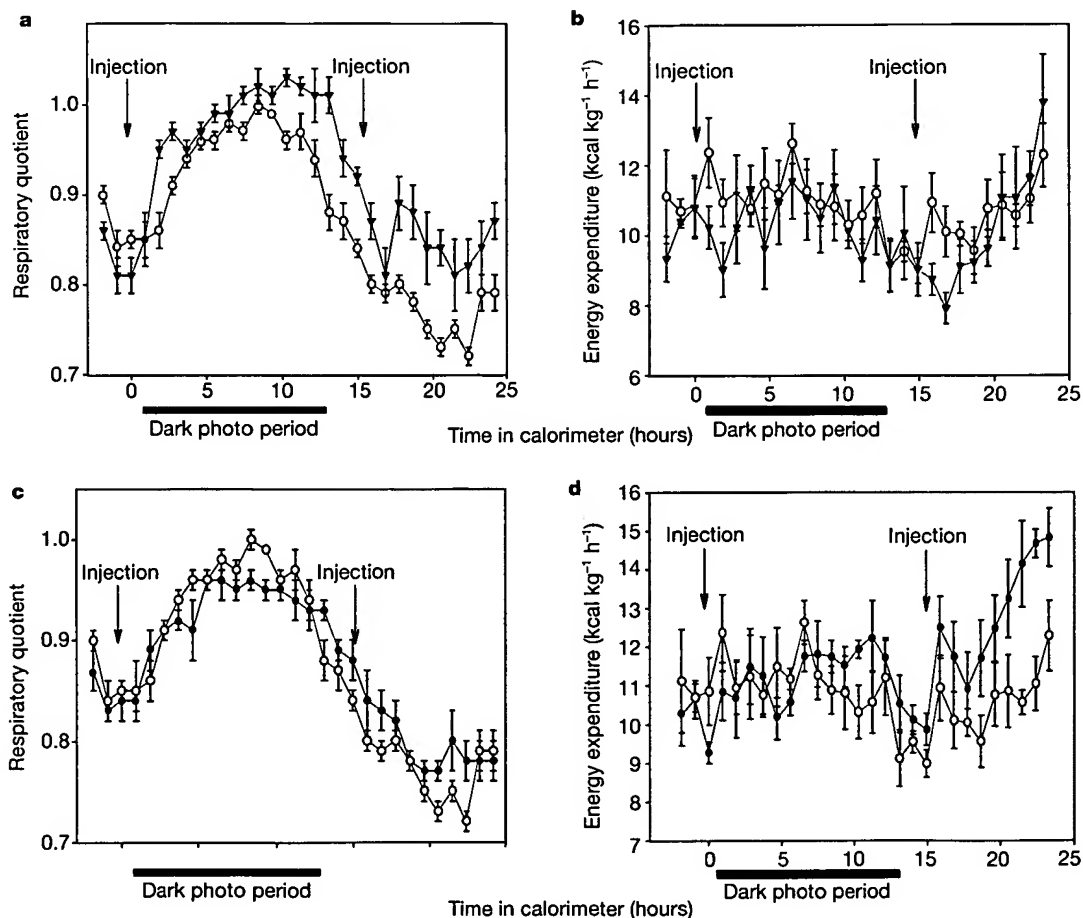 a
Injection
Injection
1.0
0.9
0.8
0.7
Respiratory quotient
0
5
10
15
20
25
Dark photo period
b
16
14
12
10
8
6
Energy expenditure (kcal kg⁻¹ h⁻¹)
Injection
Injection
0
5
10
15
20
25
Dark photo period
Time in calorimeter (hours)
c
1.0
0.9
0.8
0.7
Respiratory quotient
Injection
Injection
Dark photo period
d
16
15
14
13
12
11
10
9
8
7
Energy expenditure (kcal kg⁻¹ h⁻¹)
Injection
Injection
0
5
10
15
20
25
Dark photo period
Time in calorimeter (hours)